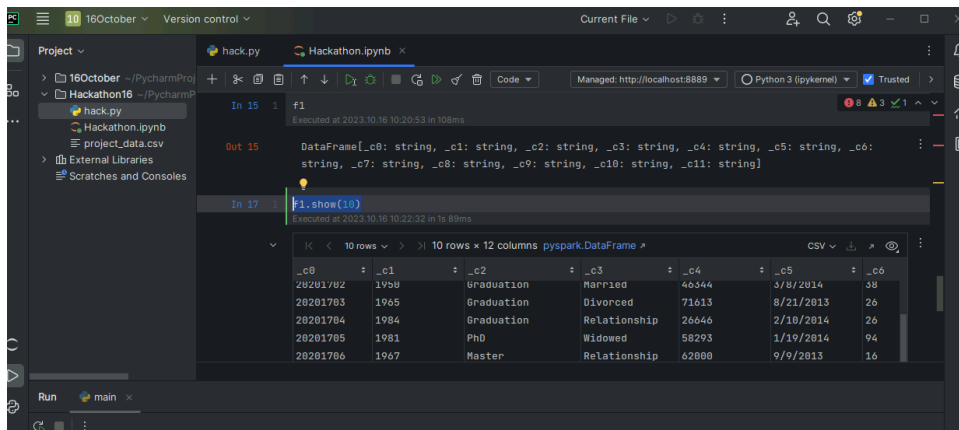 PC 10 16October Version control Current File
Project hack.py Hackathon.ipynb
16October ~/PycharmProj Code Managed: http://localhost:8889 Python 3 (ipykernel) Trusted
Hackathon16 ~/PycharmP
hack.py
Hackathon.ipynb
project_data.csv
External Libraries
Scratches and Consoles
In 15 1 f1 8 3 1
Executed at 2023.10.16 10:20:53 in 108ms
Out 15 DataFrame[_c0: string, _c1: string, _c2: string, _c3: string, _c4: string, _c5: string, _c6:
string, _c7: string, _c8: string, _c9: string, _c10: string, _c11: string]
In 17 1 f1.show(10)
Executed at 2023.10.16 10:22:32 in 1s 89ms
10 rows 10 rows × 12 columns pyspark.DataFrame CSV
_c0 _c1 _c2 _c3 _c4 _c5 _c6
20201702 1950 Graduation Married 46344 3/8/2014 38
20201703 1965 Graduation Divorced 71613 8/21/2013 26
20201704 1984 Graduation Relationship 26646 2/10/2014 26
20201705 1981 PhD Widowed 58293 1/19/2014 94
20201706 1967 Master Relationship 62000 9/9/2013 16
Run main